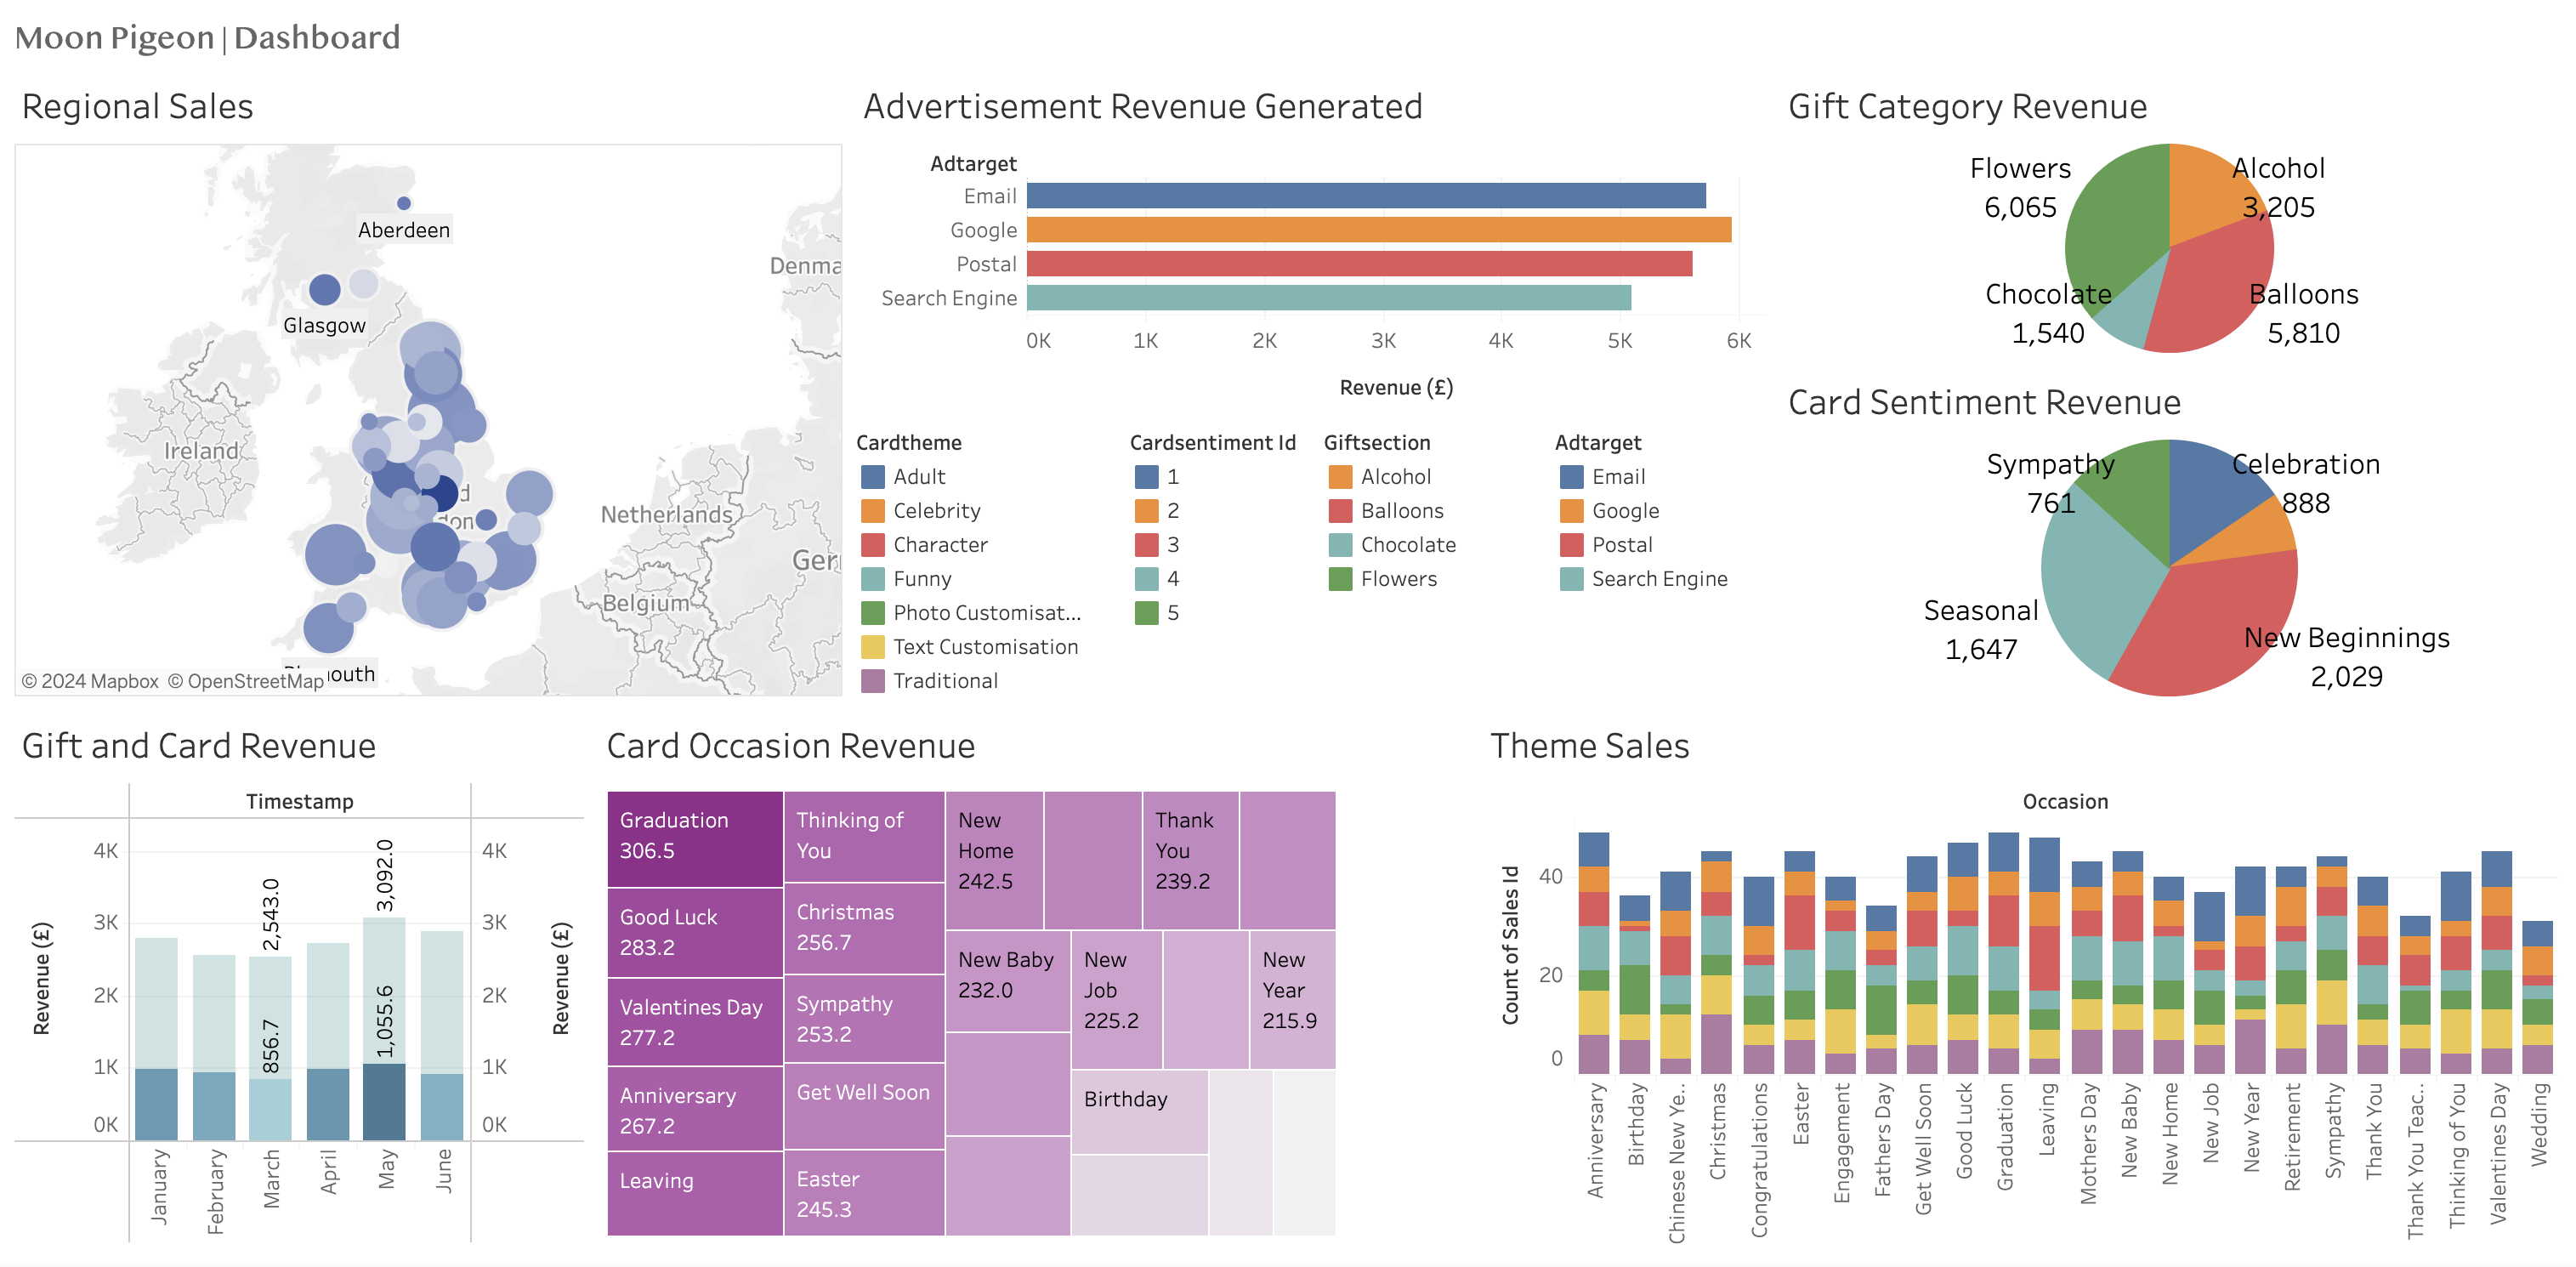 Moon Pigeon | Dashboard
Regional Sales
Aberdeen
Denma
Glasgow
Ireland
d
don
Netherlands
Ger
Belgium
outh
© 2024 Mapbox © OpenStreetMap
Advertisement Revenue Generated
Adtarget
Email
Google
Postal
Search Engine
0K 1K 2K 3K 4K 5K 6K
Revenue (£)
Cardtheme
Adult
Celebrity
Character
Funny
Photo Customisat...
Text Customisation
Traditional
Cardsentiment Id
1
2
3
4
5
Giftsection
Alcohol
Balloons
Chocolate
Flowers
Adtarget
Email
Google
Postal
Search Engine
Gift Category Revenue
Flowers
6,065
Alcohol
3,205
Chocolate
1,540
Balloons
5,810
Card Sentiment Revenue
Sympathy
761
Celebration
888
Seasonal
1,647
New Beginnings
2,029
Gift and Card Revenue
Timestamp
Revenue (£)
4K
3K
2K
1K
0K
2,543.0
856.7
3,092.0
1,055.6
4K
3K
2K
1K
0K
Revenue (£)
January
February
March
April
May
June
Card Occasion Revenue
Graduation
306.5
Good Luck
283.2
Valentines Day
277.2
Anniversary
267.2
Leaving
Thinking of
You
Christmas
256.7
Sympathy
253.2
Get Well Soon
Easter
245.3
New
Home
242.5
Thank
You
239.2
New Baby
232.0
New
Job
225.2
New
Year
215.9
Birthday
Theme Sales
Occasion
Count of Sales Id
40
20
0
Anniversary
Birthday
Chinese New Ye..
Christmas
Congratulations
Easter
Engagement
Fathers Day
Get Well Soon
Good Luck
Graduation
Leaving
Mothers Day
New Baby
New Home
New Job
New Year
Retirement
Sympathy
Thank You
Thank You Teac..
Thinking of You
Valentines Day
Wedding